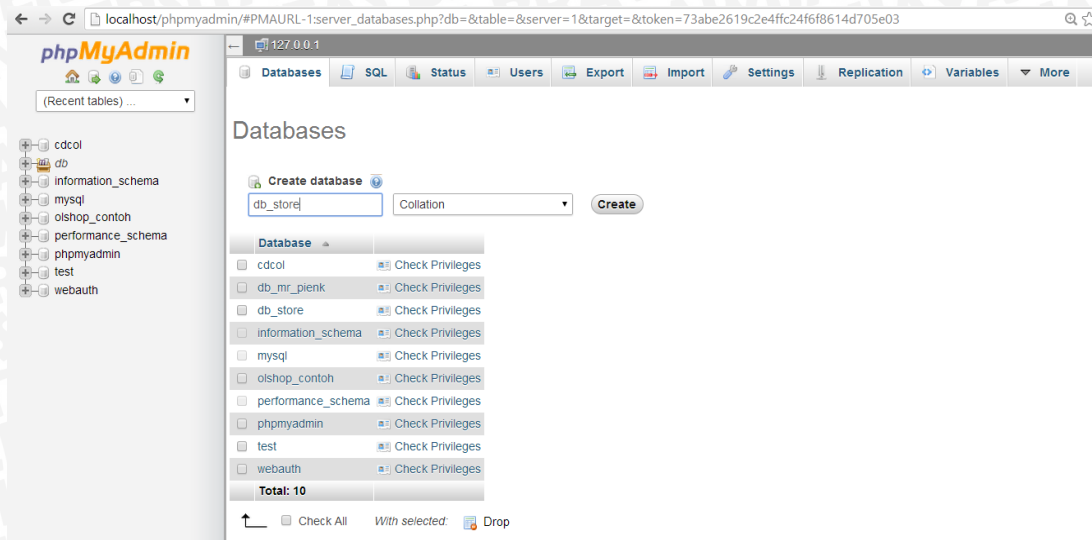 localhost/phpmyadmin/#PMAURL-1:server_databases.php?db=&table=&server=1&target=&token=73abe2619c2e4ffc24f6f8614d705e03
phpMyAdmin
(Recent tables) ...
cdcol
db
information_schema
mysql
olshop_contoh
performance_schema
phpmyadmin
test
webauth
127.0.0.1
Databases SQL Status Users Export Import Settings Replication Variables More
Databases
Create database
db_store Collation Create
Database
cdcol Check Privileges
db_mr_pienk Check Privileges
db_store Check Privileges
information_schema Check Privileges
mysql Check Privileges
olshop_contoh Check Privileges
performance_schema Check Privileges
phpmyadmin Check Privileges
test Check Privileges
webauth Check Privileges
Total: 10
Check All With selected: Drop